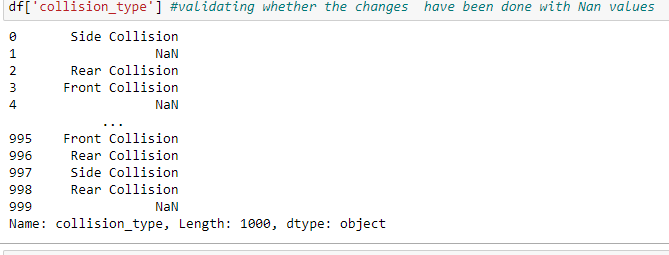 df['collision_type'] #validating whether the changes  have been done with Nan values
0       Side Collision
1                  NaN
2       Rear Collision
3      Front Collision
4                  NaN
            ...
995    Front Collision
996     Rear Collision
997     Side Collision
998     Rear Collision
999                NaN
Name: collision_type, Length: 1000, dtype: object